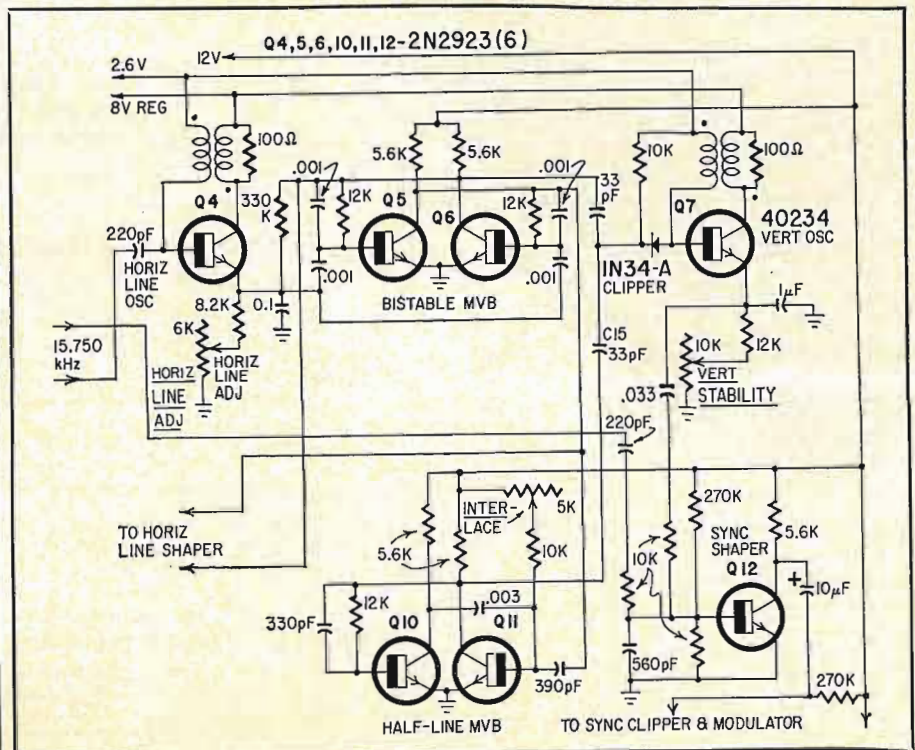 Q4,5,6,10,11,12-2N2923(6)
12V
2.6V
8V REG
100Ω
330
K
Q4
220pF
HORIZ
LINE
OSC
8.2K
6K
0.1
HORIZ
LINE
ADJ
HORIZ
LINE
ADJ
15,750
kHz
5.6K
5.6K
.001
.001
12K
12K
Q5
Q6
.001
.001
BISTABLE MVB
33
pF
10K
100Ω
Q7
40234
VERT OSC
1N34-A
CLIPPER
1µF
C15
33pF
10K
12K
VERT
STABILITY
.033
220pF
TO HORIZ
LINE SHAPER
INTER-
LACE
5K
5.6K
10K
12K
330pF
.003
Q10
Q11
390pF
HALF-LINE MVB
270K
5.6K
10K
SYNC
SHAPER
Q12
+
10µF
560pF
270K
TO SYNC CLIPPER & MODULATOR